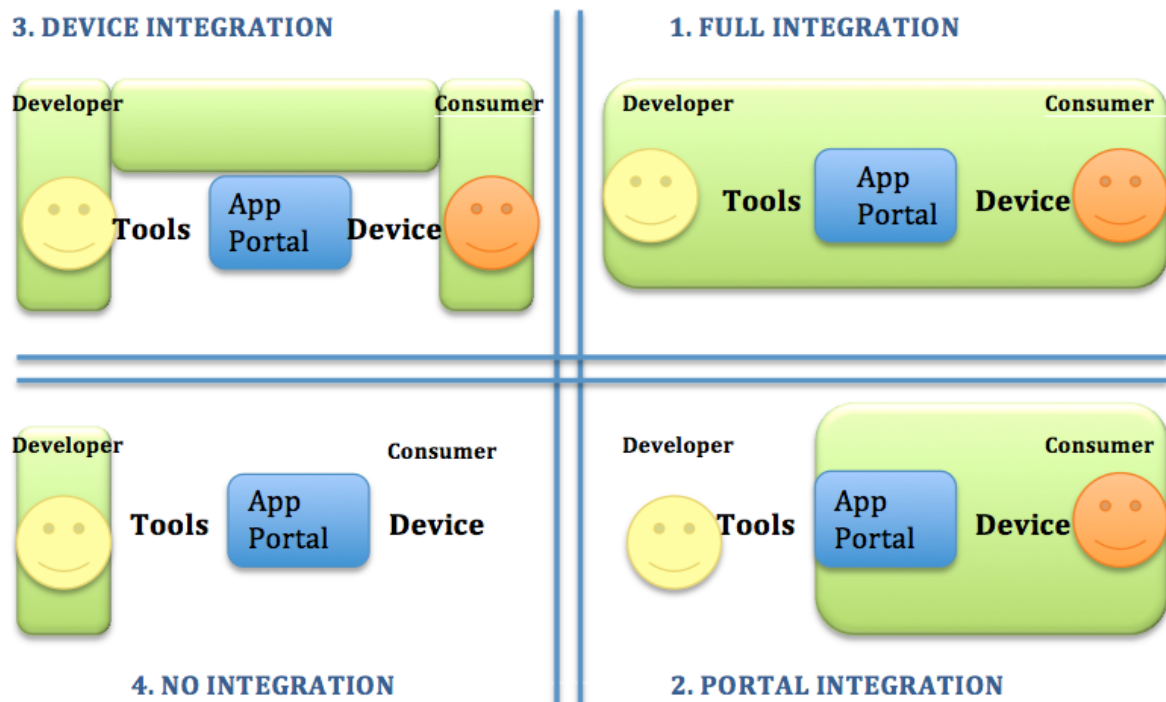 3. DEVICE INTEGRATION
Developer
Consumer
Tools
App
Portal
Device
1. FULL INTEGRATION
Developer
Consumer
Tools
App
Portal
Device
Developer
Consumer
Tools
App
Portal
Device
4. NO INTEGRATION
Developer
Consumer
Tools
App
Portal
Device
2. PORTAL INTEGRATION